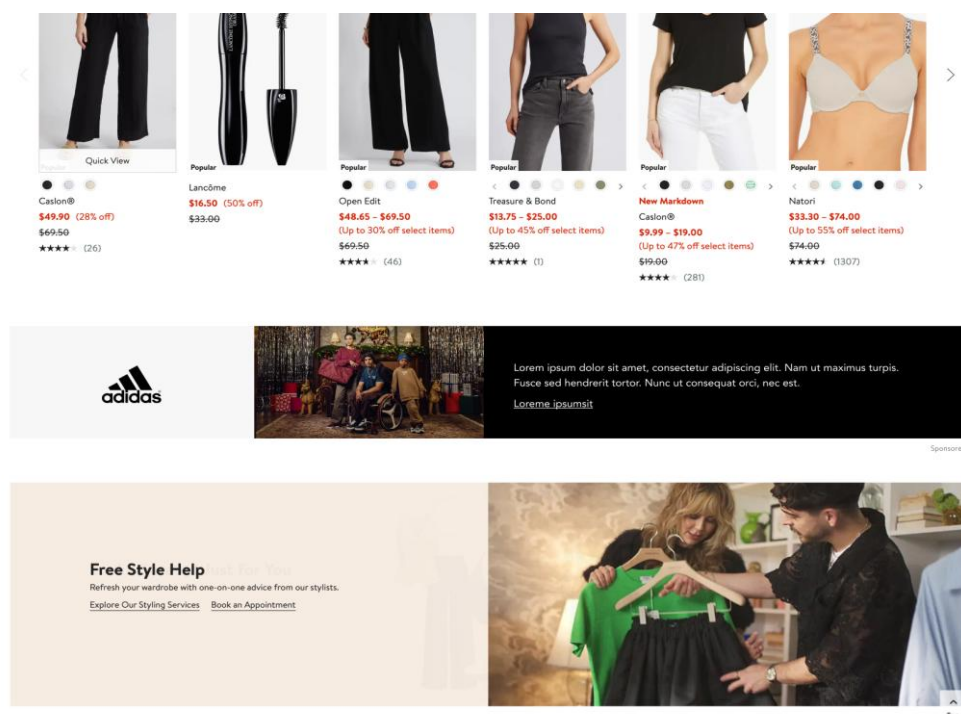 Quick View
Popular
Popular
Popular
Popular
Popular
Caslon®
$49.90 (28% off)
$69.50
(26)
Lancôme
$16.50 (50% off)
$33.00
Open Edit
$48.65 – $69.50
(Up to 30% off select items)
$69.50
(46)
Treasure & Bond
$13.75 – $25.00
(Up to 45% off select items)
$25.00
(1)
New Markdown
Caslon®
$9.99 – $19.00
(Up to 47% off select items)
$19.00
(281)
Natori
$33.30 – $74.00
(Up to 55% off select items)
$74.00
(1307)
adidas
Lorem ipsum dolor sit amet, consectetur adipiscing elit. Nam ut maximus turpis.
Fusce sed hendrerit tortor. Nunc ut consequat orci, nec est.
Loreme ipsumsit
Sponsore
Free Style Help
Just for You
Refresh your wardrobe with one-on-one advice from our stylists.
Explore Our Styling Services Book an Appointment